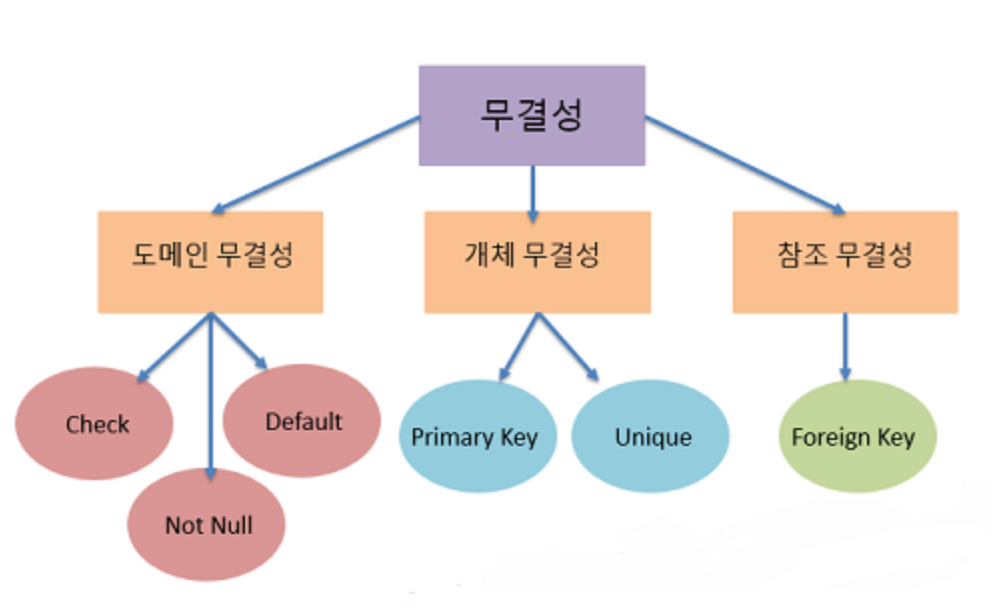 무결성
도메인 무결성
개체 무결성
참조 무결성
Check
Default
Primary Key
Unique
Foreign Key
Not Null